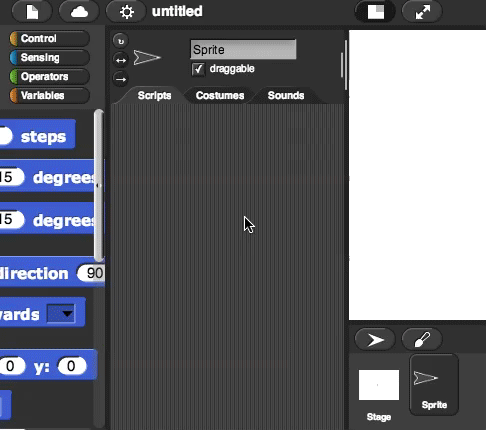 untitled
Control
Sensing
Operators
Variables
Sprite
draggable
Scripts Costumes Sounds
steps
15 degrees
15 degrees
direction 90
0 y: 0
Stage
Sprite